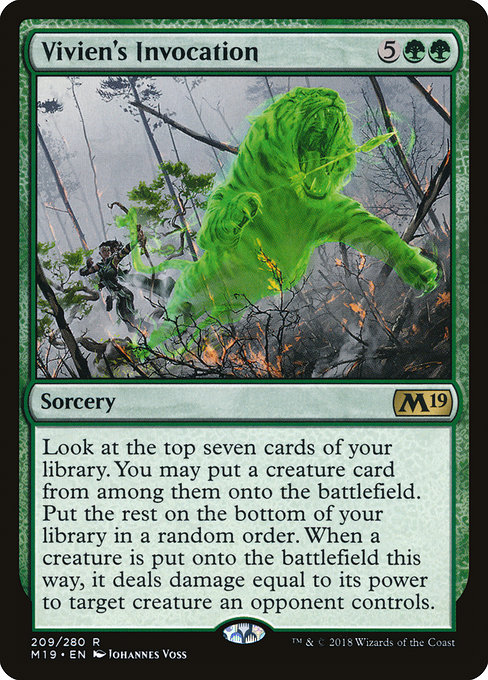 Vivien's Invocation 5
Sorcery M19
Look at the top seven cards of your
library. You may put a creature card
from among them onto the battlefield.
Put the rest on the bottom of your
library in a random order. When a
creature is put onto the battlefield this
way, it deals damage equal to its power
to target creature an opponent controls.
209/280 R ™ & © 2018 Wizards of the Coast
M19 • EN Johannes Voss